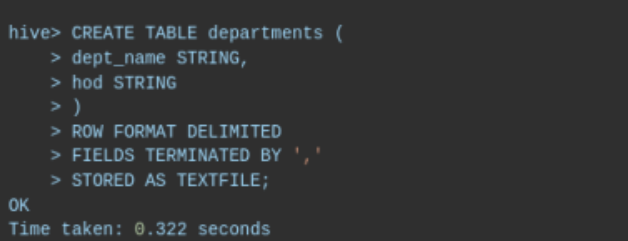 hive> CREATE TABLE departments (
    > dept_name STRING,
    > hod STRING
    > )
    > ROW FORMAT DELIMITED
    > FIELDS TERMINATED BY ','
    > STORED AS TEXTFILE;
OK
Time taken: 0.322 seconds